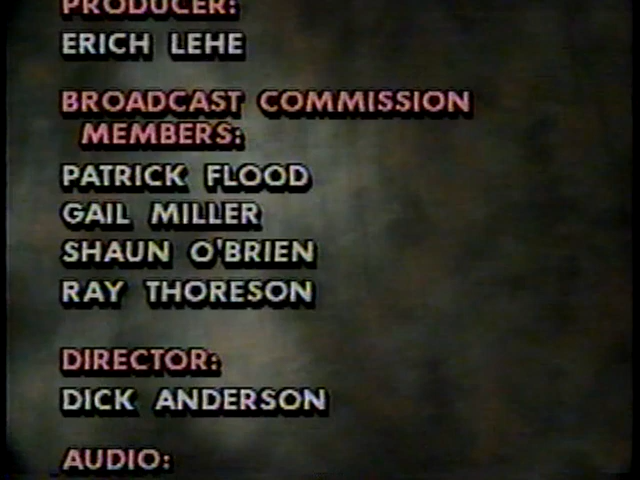 PRODUCER:
ERICH LEHE
BROADCAST COMMISSION
MEMBERS:
PATRICK FLOOD
GAIL MILLER
SHAUN O'BRIEN
RAY THORESON
DIRECTOR:
DICK ANDERSON
AUDIO: